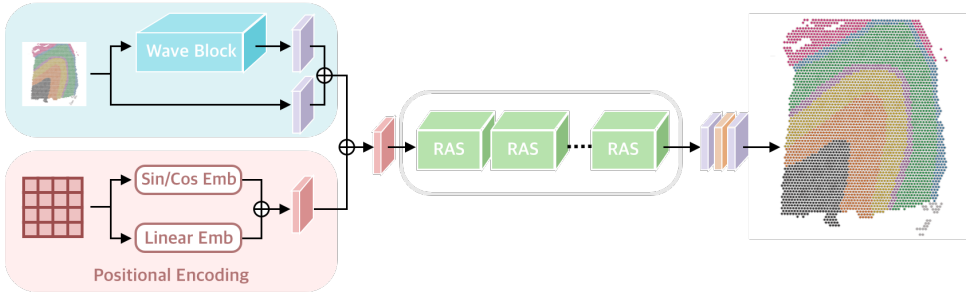 Wave Block
Sin/Cos Emb
Linear Emb
Positional Encoding
RAS
RAS
RAS